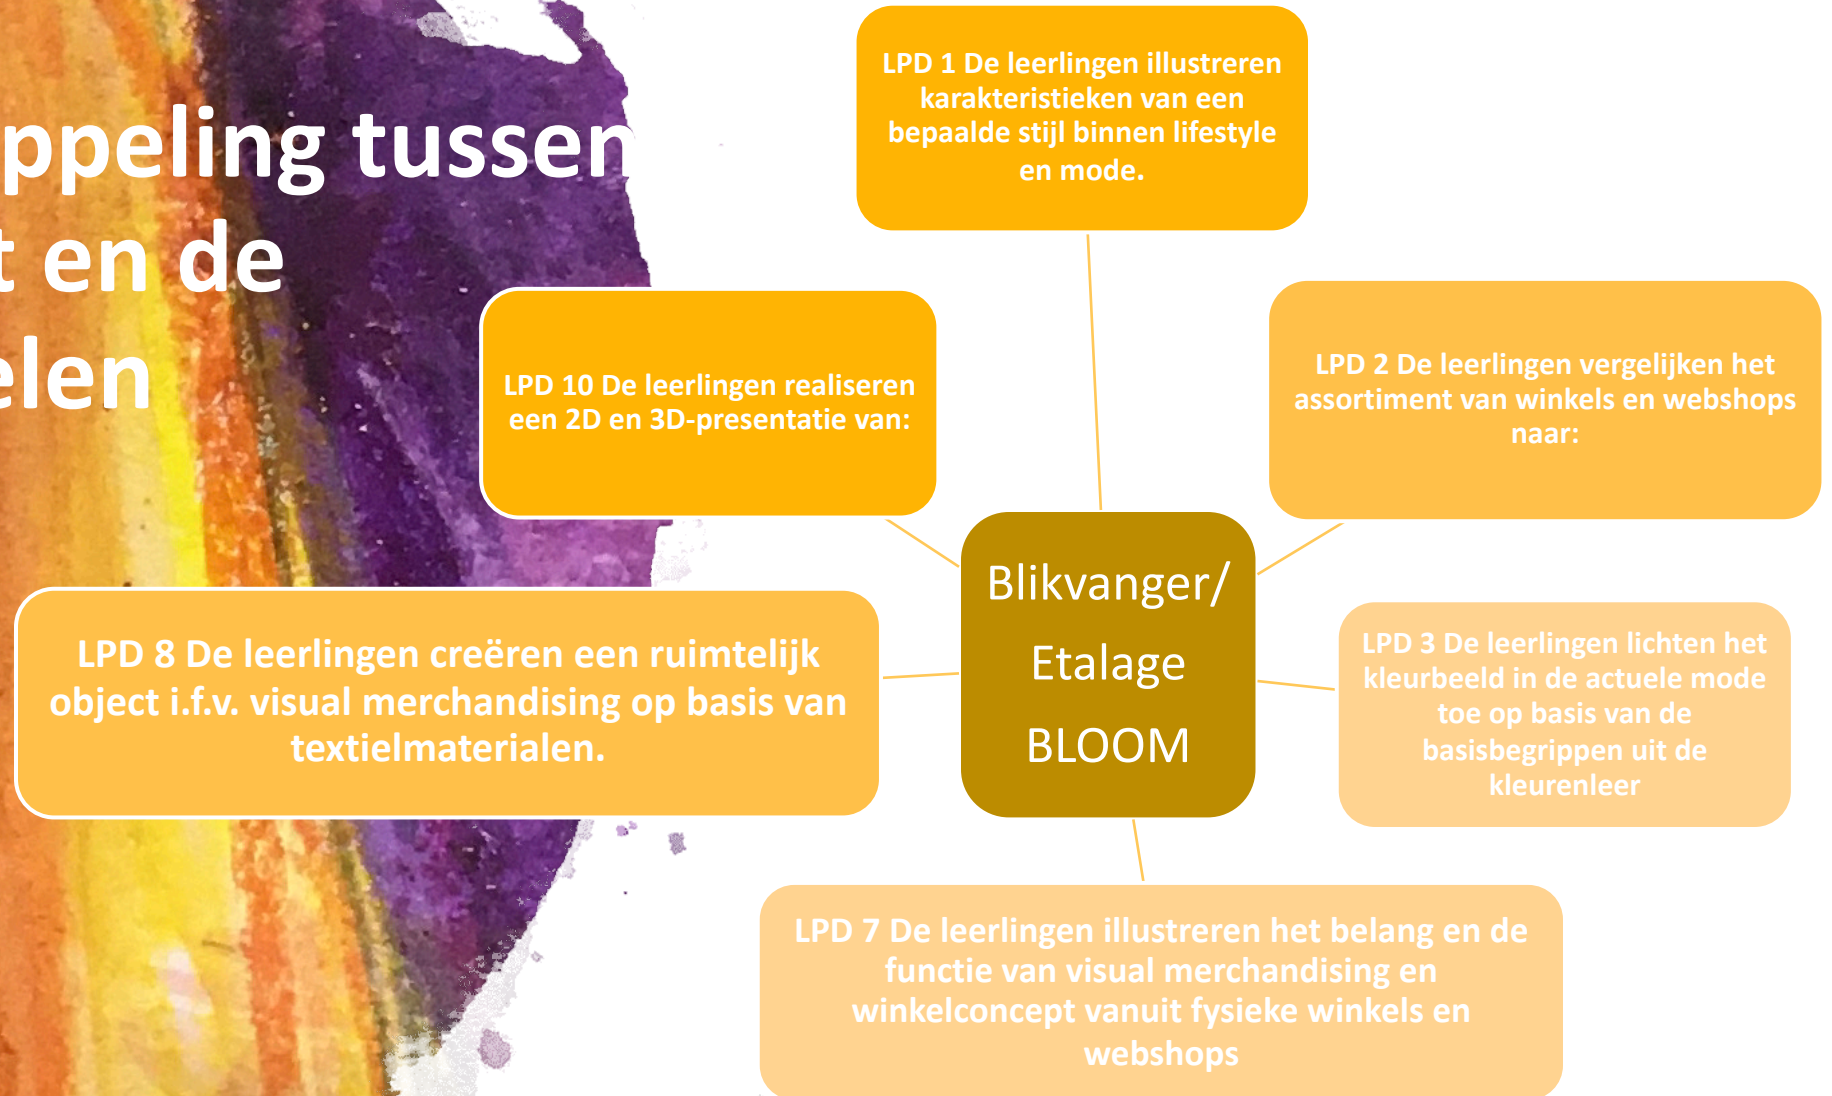 ppeling tussen
t en de
elen
LPD 1 De leerlingen illustreren
karakteristieken van een
bepaalde stijl binnen lifestyle
en mode.
LPD 10 De leerlingen realiseren
een 2D en 3D-presentatie van:
LPD 2 De leerlingen vergelijken het
assortiment van winkels en webshops
naar:
Blikvanger/
Etalage
BLOOM
LPD 8 De leerlingen creëren een ruimtelijk
object i.f.v. visual merchandising op basis van
textielmaterialen.
LPD 3 De leerlingen lichten het
kleurbeeld in de actuele mode
toe op basis van de
basisbegrippen uit de
kleurenleer
LPD 7 De leerlingen illustreren het belang en de
functie van visual merchandising en
winkelconcept vanuit fysieke winkels en
webshops